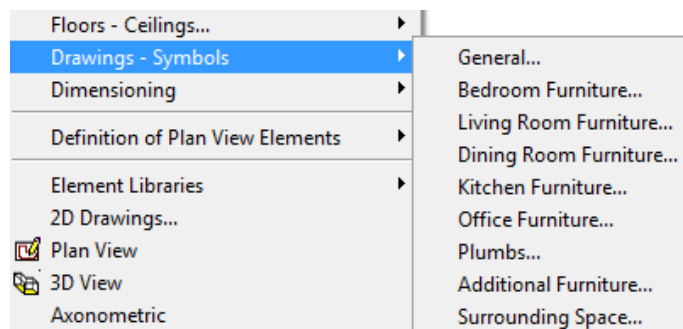 Floors - Ceilings...
Drawings - Symbols
Dimensioning
Definition of Plan View Elements
Element Libraries
2D Drawings...
Plan View
3D View
Axonometric
General...
Bedroom Furniture...
Living Room Furniture...
Dining Room Furniture...
Kitchen Furniture...
Office Furniture...
Plumbs...
Additional Furniture...
Surrounding Space...